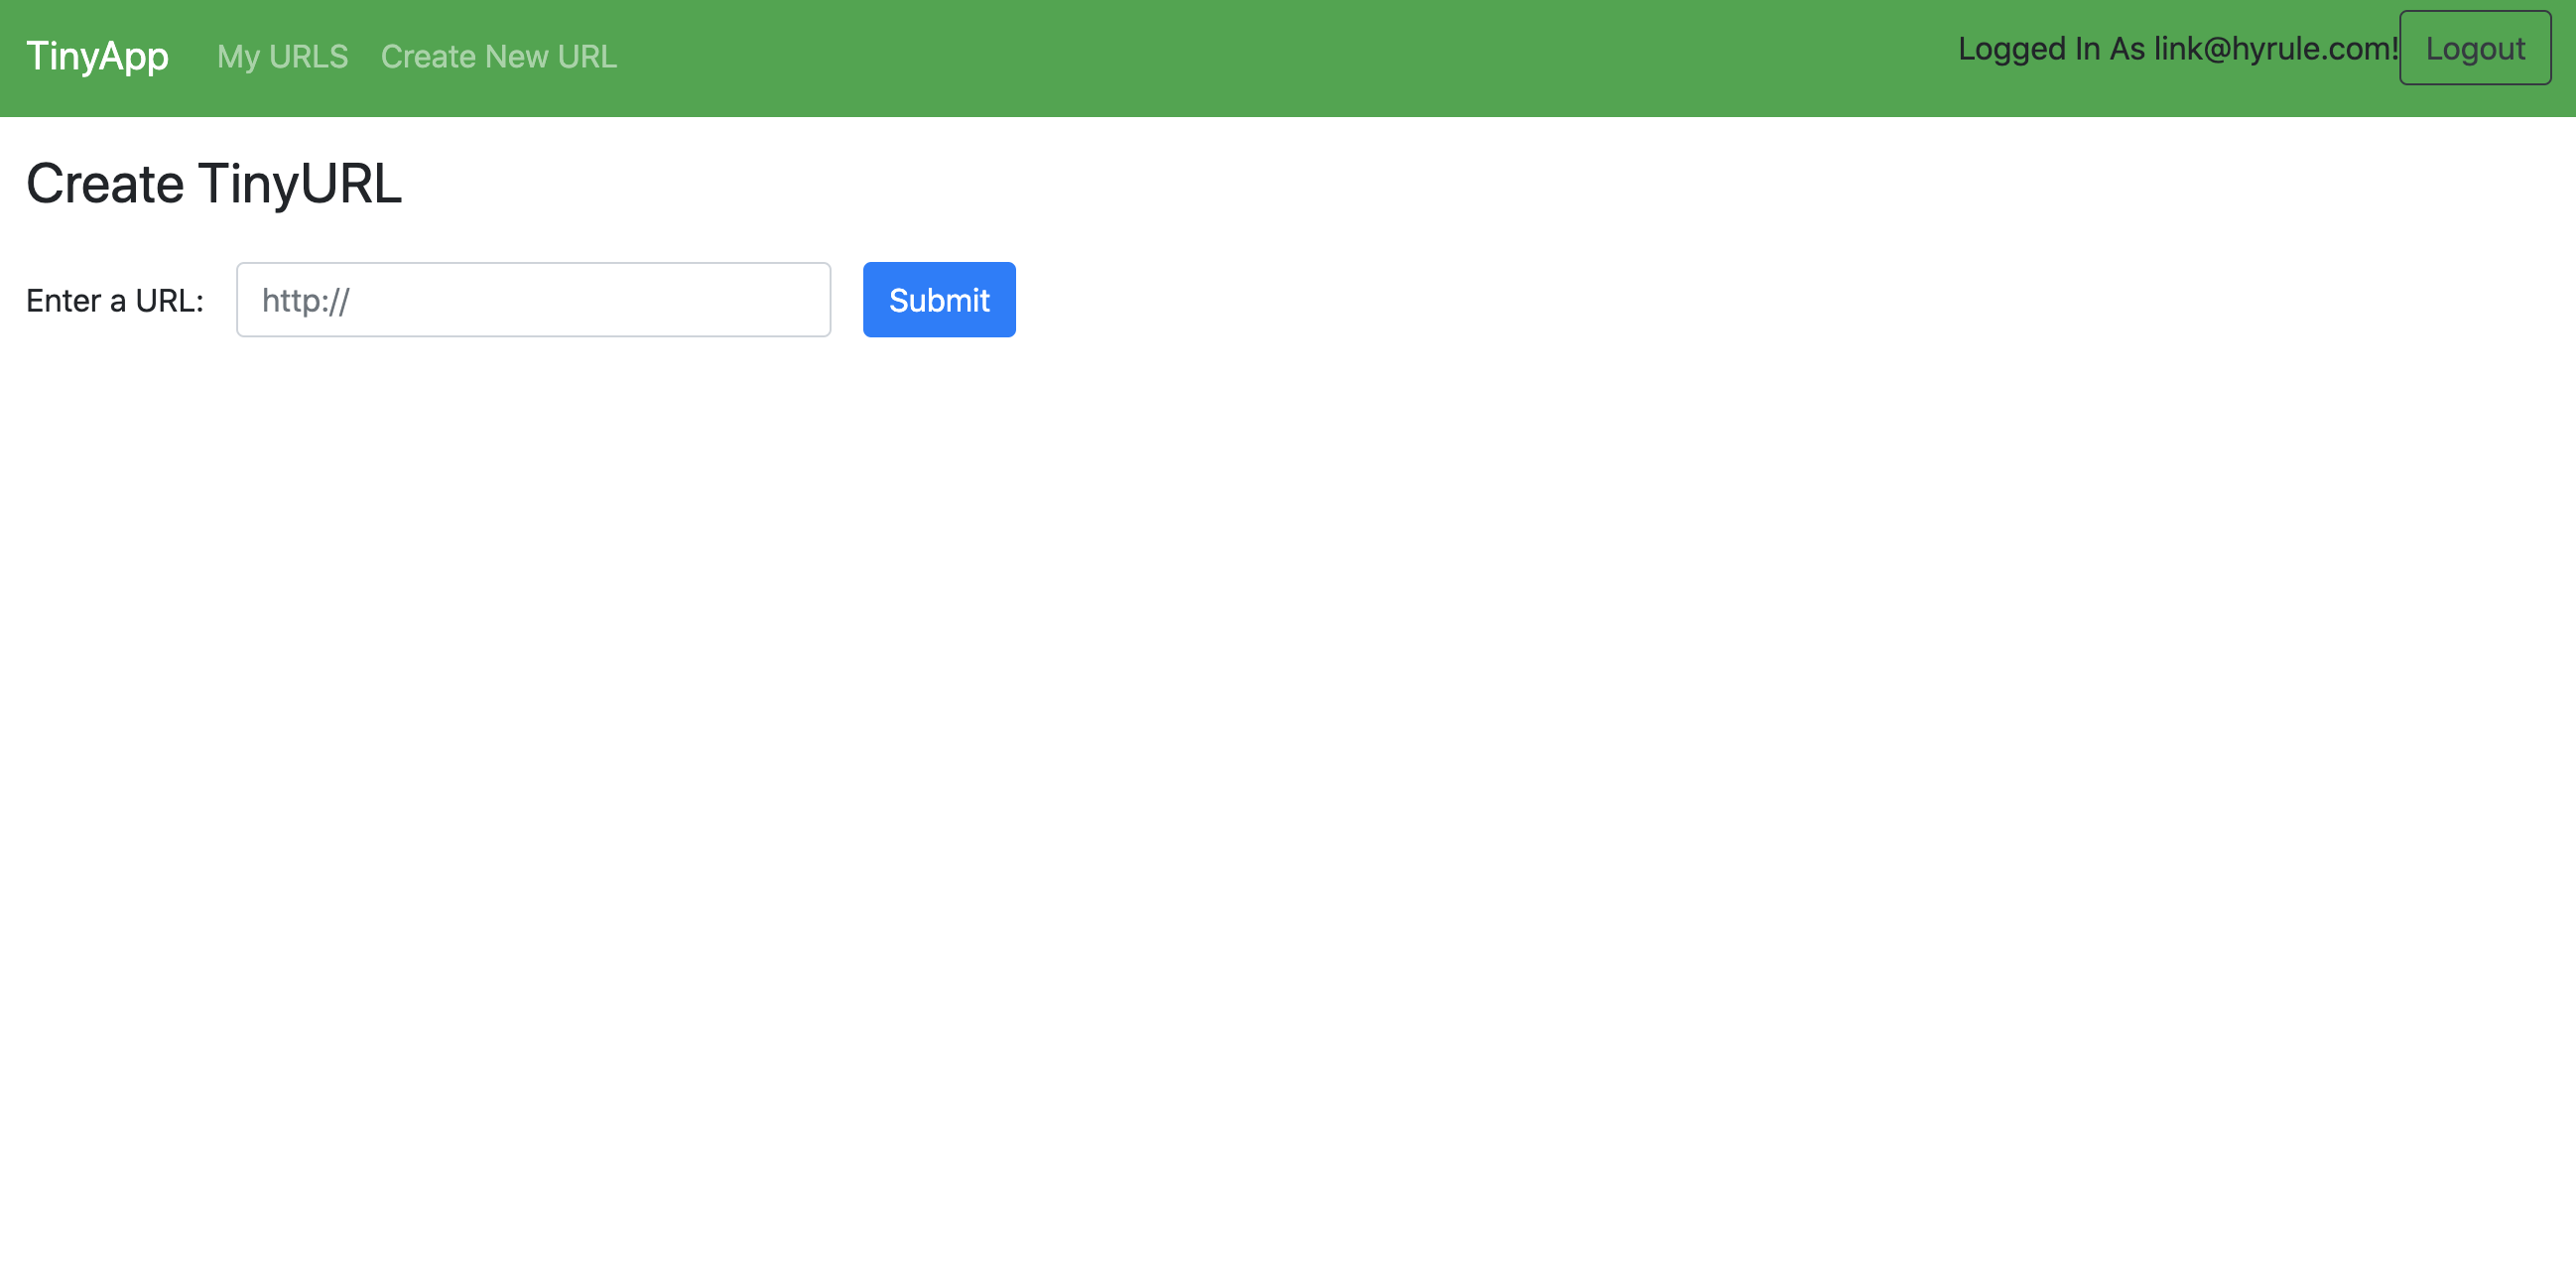 TinyApp My URLS Create New URL Logged In As link@hyrule.com! Logout
Create TinyURL
Enter a URL: http:// Submit